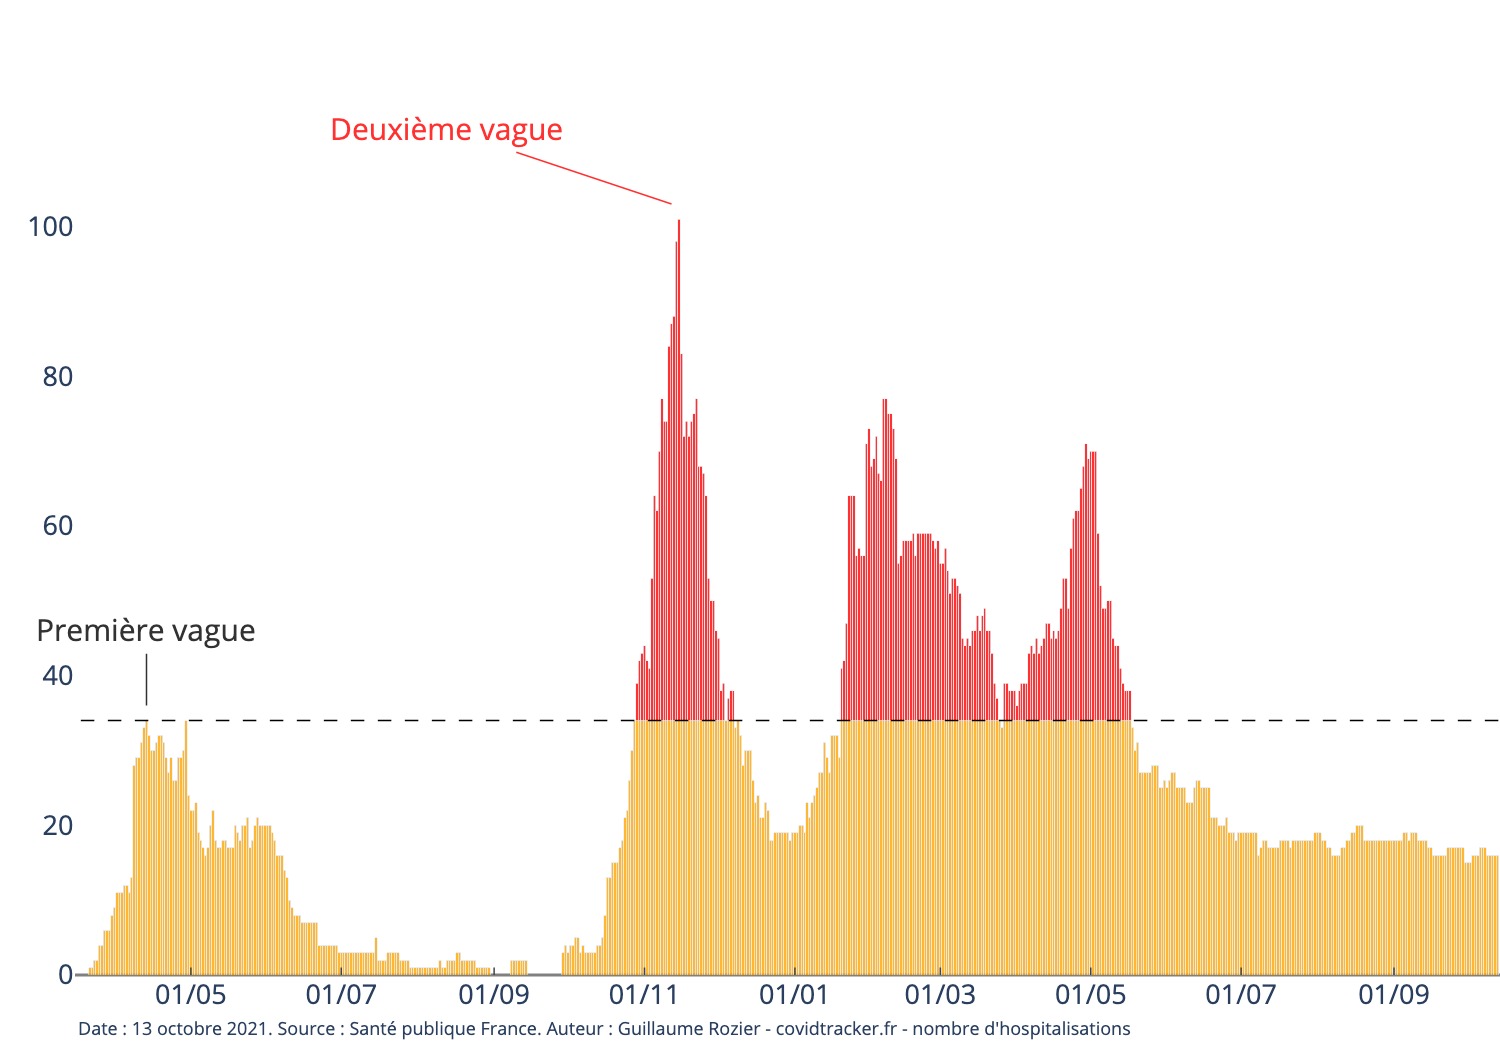 Deuxième vague
100
80
60
Première vague
40
20
0
01/05 01/07 01/09 01/11 01/01 01/03 01/05 01/07 01/09
Date : 13 octobre 2021. Source : Santé publique France. Auteur : Guillaume Rozier - covidtracker.fr - nombre d'hospitalisations